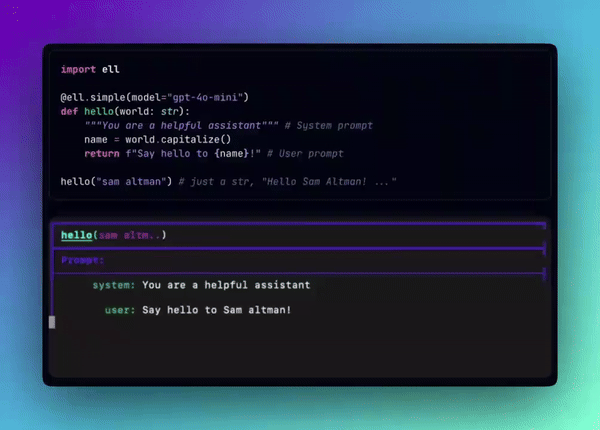 import ell
@ell.simple(model="gpt-4o-mini")
def hello(world: str):
"""You are a helpful assistant""" # System prompt
name = world.capitalize()
return f"Say hello to {name}!" # User prompt
hello("sam altman") # just a str, "Hello Sam Altman! ..."
hello(sam altm..)
Prompt:
system: You are a helpful assistant
user: Say hello to Sam altman!